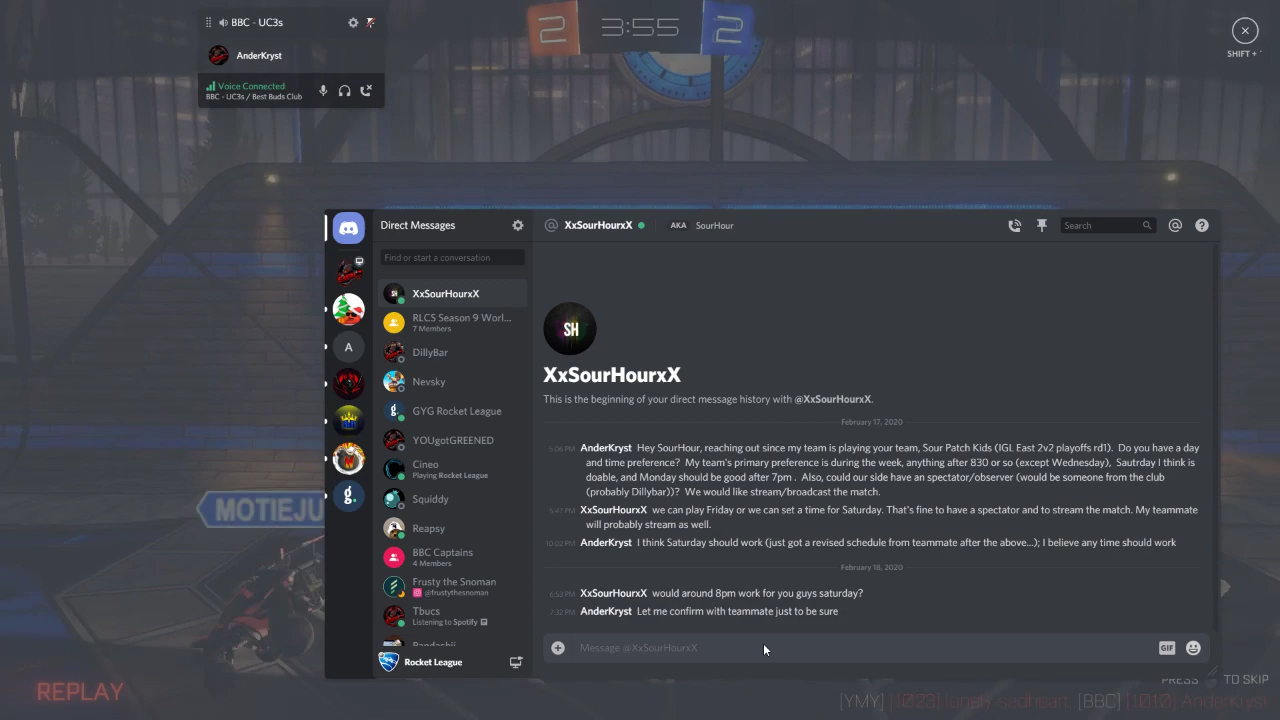 BBC - UC3s
AnderKryst
Voice Connected
BBC - UC3s / Best Buds Club
2
3:55
2
SHIFT + `
Direct Messages
Find or start a conversation
XxSourHourxX
RLCS Season 9 Worl...
7 Members
DillyBar
Nevsky
GYG Rocket League
YOUgotGREENED
Cineo
Playing Rocket League
Squiddy
Reapsy
BBC Captains
4 Members
Frusty the Snoman
@frustythesnoman
Tbucs
Listening to Spotify
Rocket League
A
g.
XxSourHourxX
AKA SourHour
Search
SH
XxSourHourxX
This is the beginning of your direct message history with @XxSourHourxX.
February 17, 2020
5:06 PM AnderKryst Hey SourHour, reaching out since my team is playing your team, Sour Patch Kids (IGL East 2v2 playoffs rd1). Do you have a day
and time preference? My team's primary preference is during the week, anything after 830 or so (except Wednesday), Sautrday I think is
doable, and Monday should be good after 7pm . Also, could our side have an spectator/observer (would be someone from the club
(probably Dillybar))? We would like stream/broadcast the match.
5:47 PM XxSourHourxX we can play Friday or we can set a time for Saturday. That's fine to have a spectator and to stream the match. My teammate
will probably stream as well.
10:02 PM AnderKryst I think Saturday should work (just got a revised schedule from teammate after the above...); I believe any time should work
February 18, 2020
6:53 PM XxSourHourxX would around 8pm work for you guys saturday?
7:32 PM AnderKryst Let me confirm with teammate just to be sure
Message @XxSourHourxX
GIF
MOTIEJU
REPLAY
PRESS TO SKIP
[YMY] [1023] [BBC] [1010] AnderKryst